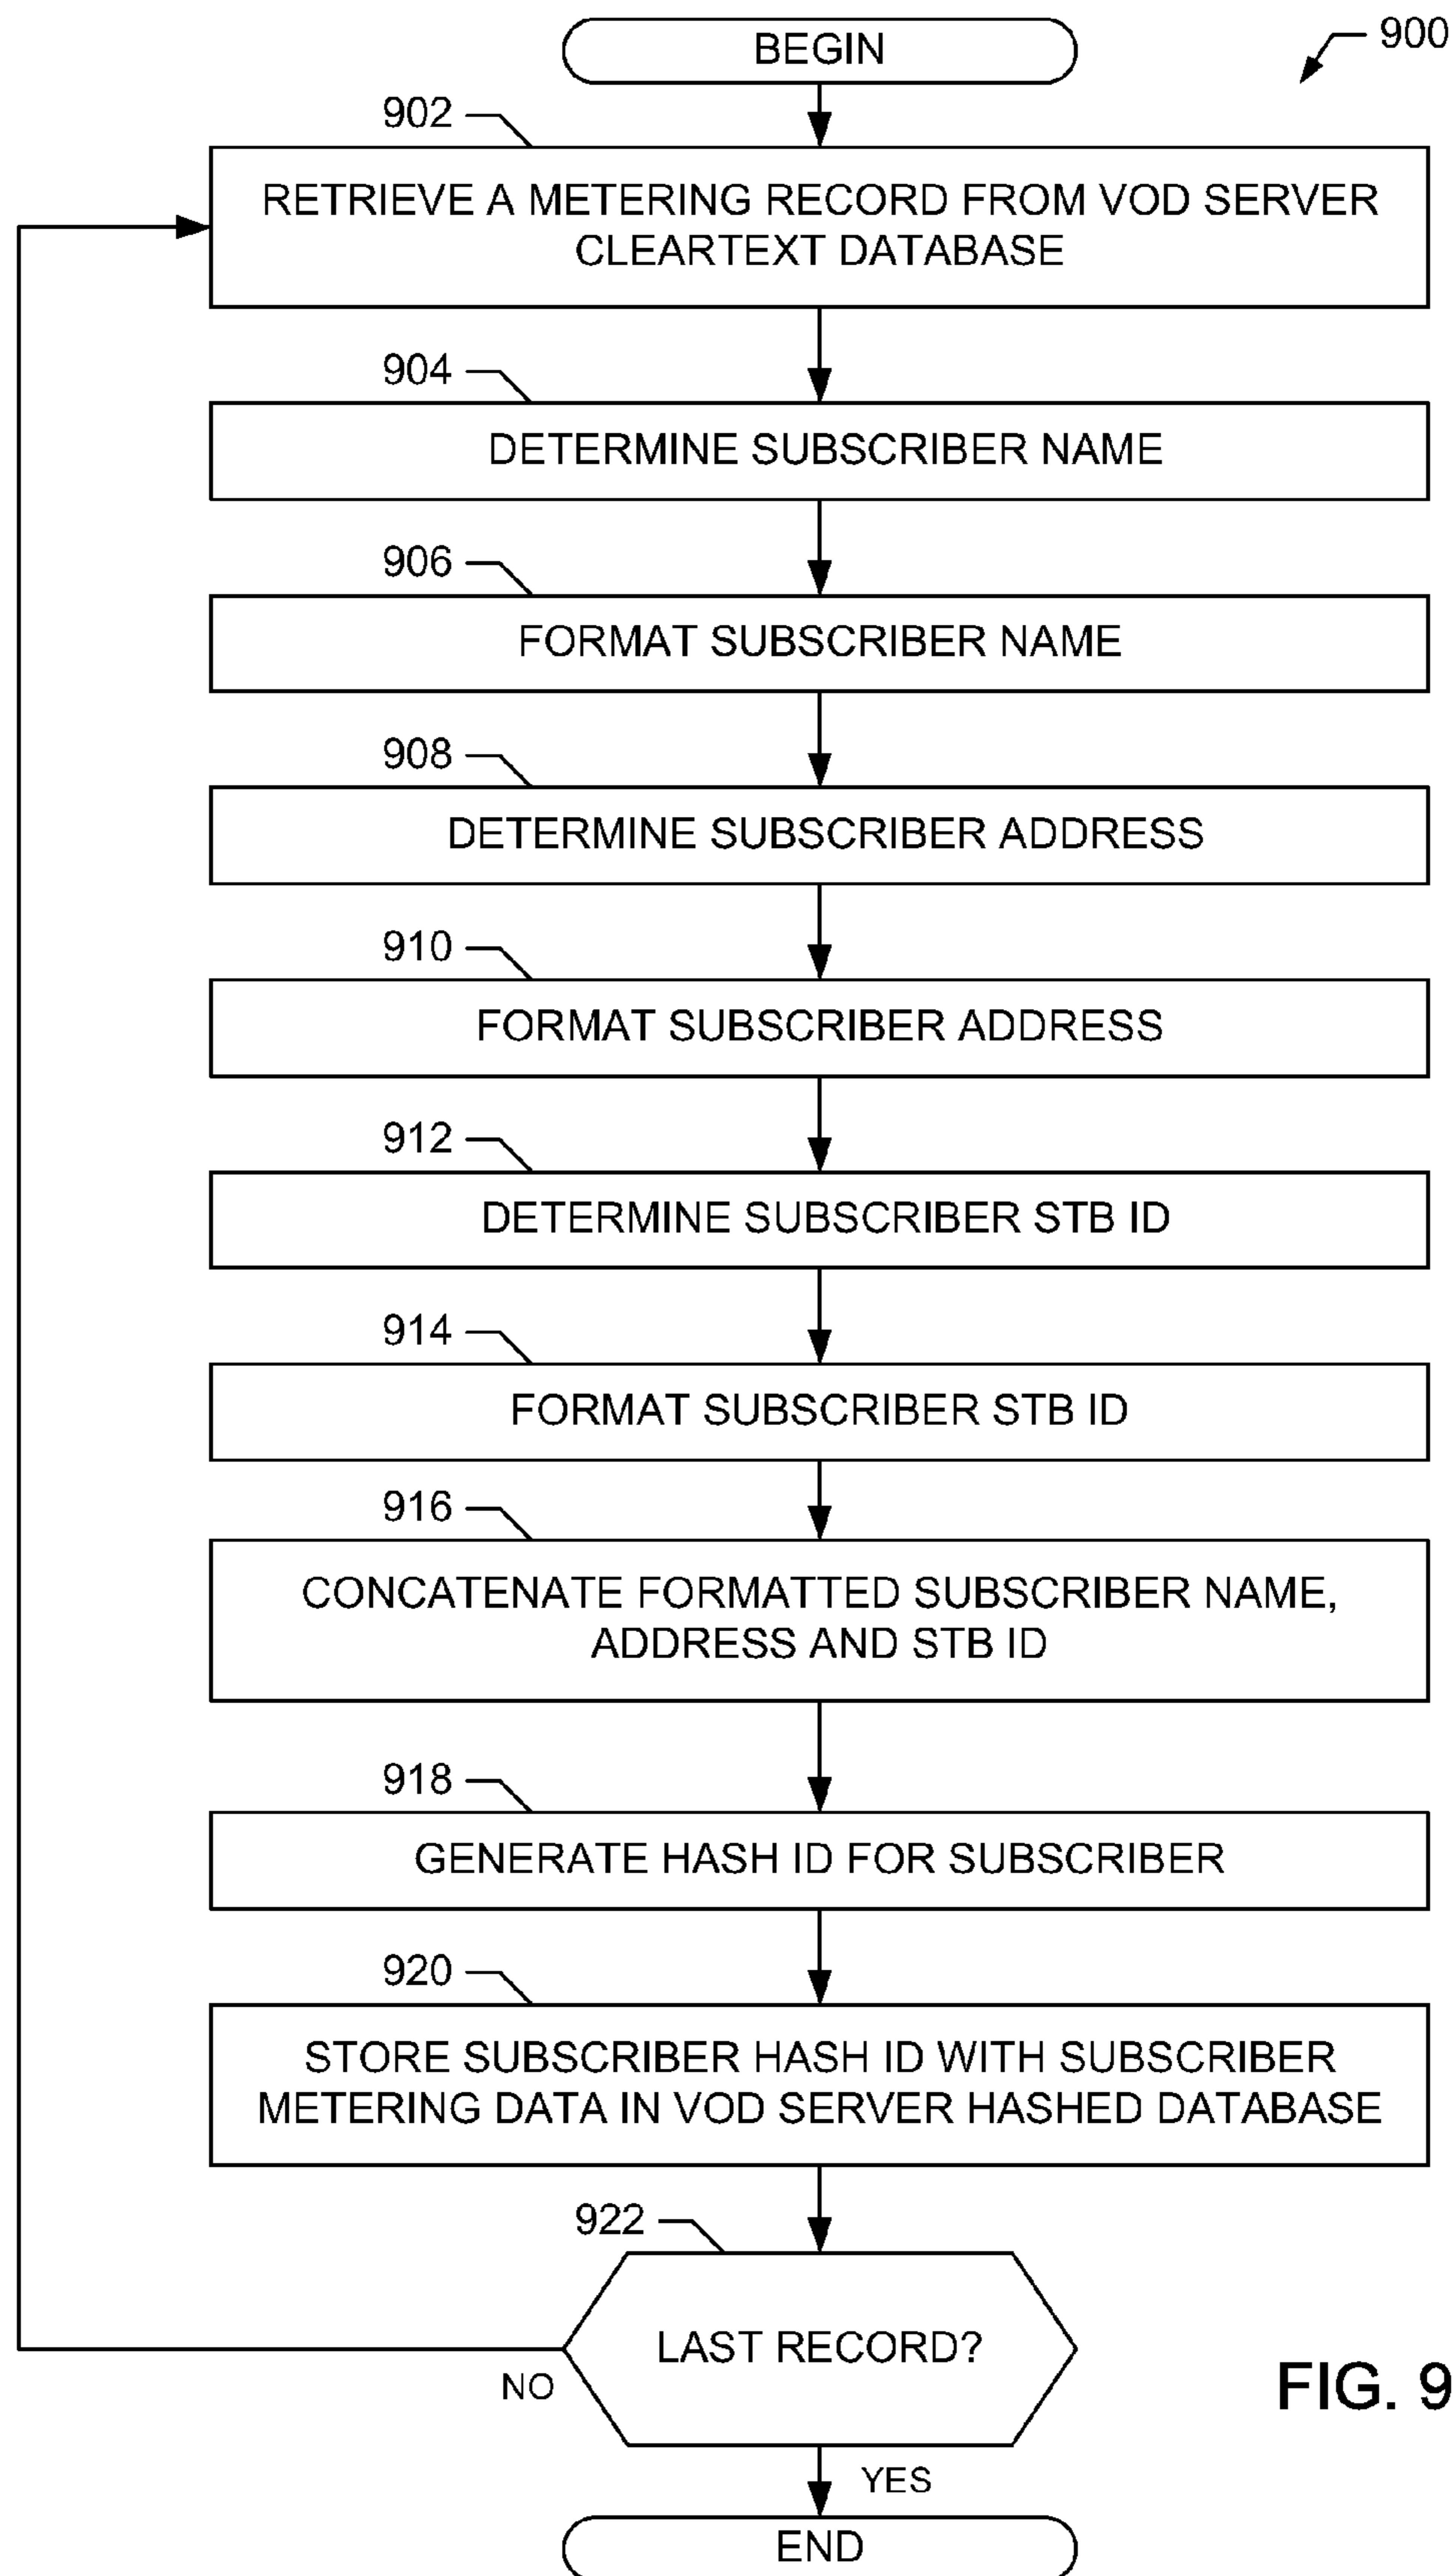 BEGIN
900
902
RETRIEVE A METERING RECORD FROM VOD SERVER
CLEARTEXT DATABASE
904
DETERMINE SUBSCRIBER NAME
906
FORMAT SUBSCRIBER NAME
908
DETERMINE SUBSCRIBER ADDRESS
910
FORMAT SUBSCRIBER ADDRESS
912
DETERMINE SUBSCRIBER STB ID
914
FORMAT SUBSCRIBER STB ID
916
CONCATENATE FORMATTED SUBSCRIBER NAME,
ADDRESS AND STB ID
918
GENERATE HASH ID FOR SUBSCRIBER
920
STORE SUBSCRIBER HASH ID WITH SUBSCRIBER
METERING DATA IN VOD SERVER HASHED DATABASE
922
LAST RECORD?
NO
FIG. 9
YES
END